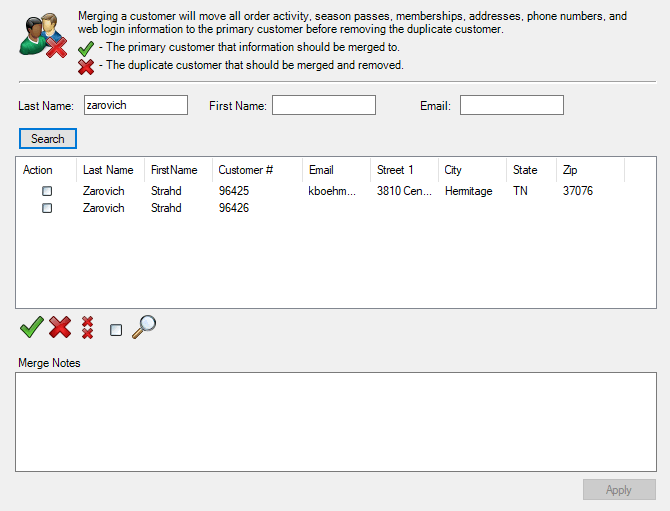 Merging a customer will move all order activity, season passes, memberships, addresses, phone numbers, and
web login information to the primary customer before removing the duplicate customer.
- The primary customer that information should be merged to.
- The duplicate customer that should be merged and removed.
Last Name: zarovich First Name: Email:
Search
Action Last Name FirstName Customer # Email Street 1 City State Zip
Zarovich Strahd 96425 kboehm... 3810 Cen... Hermitage TN 37076
Zarovich Strahd 96426
Merge Notes
Apply